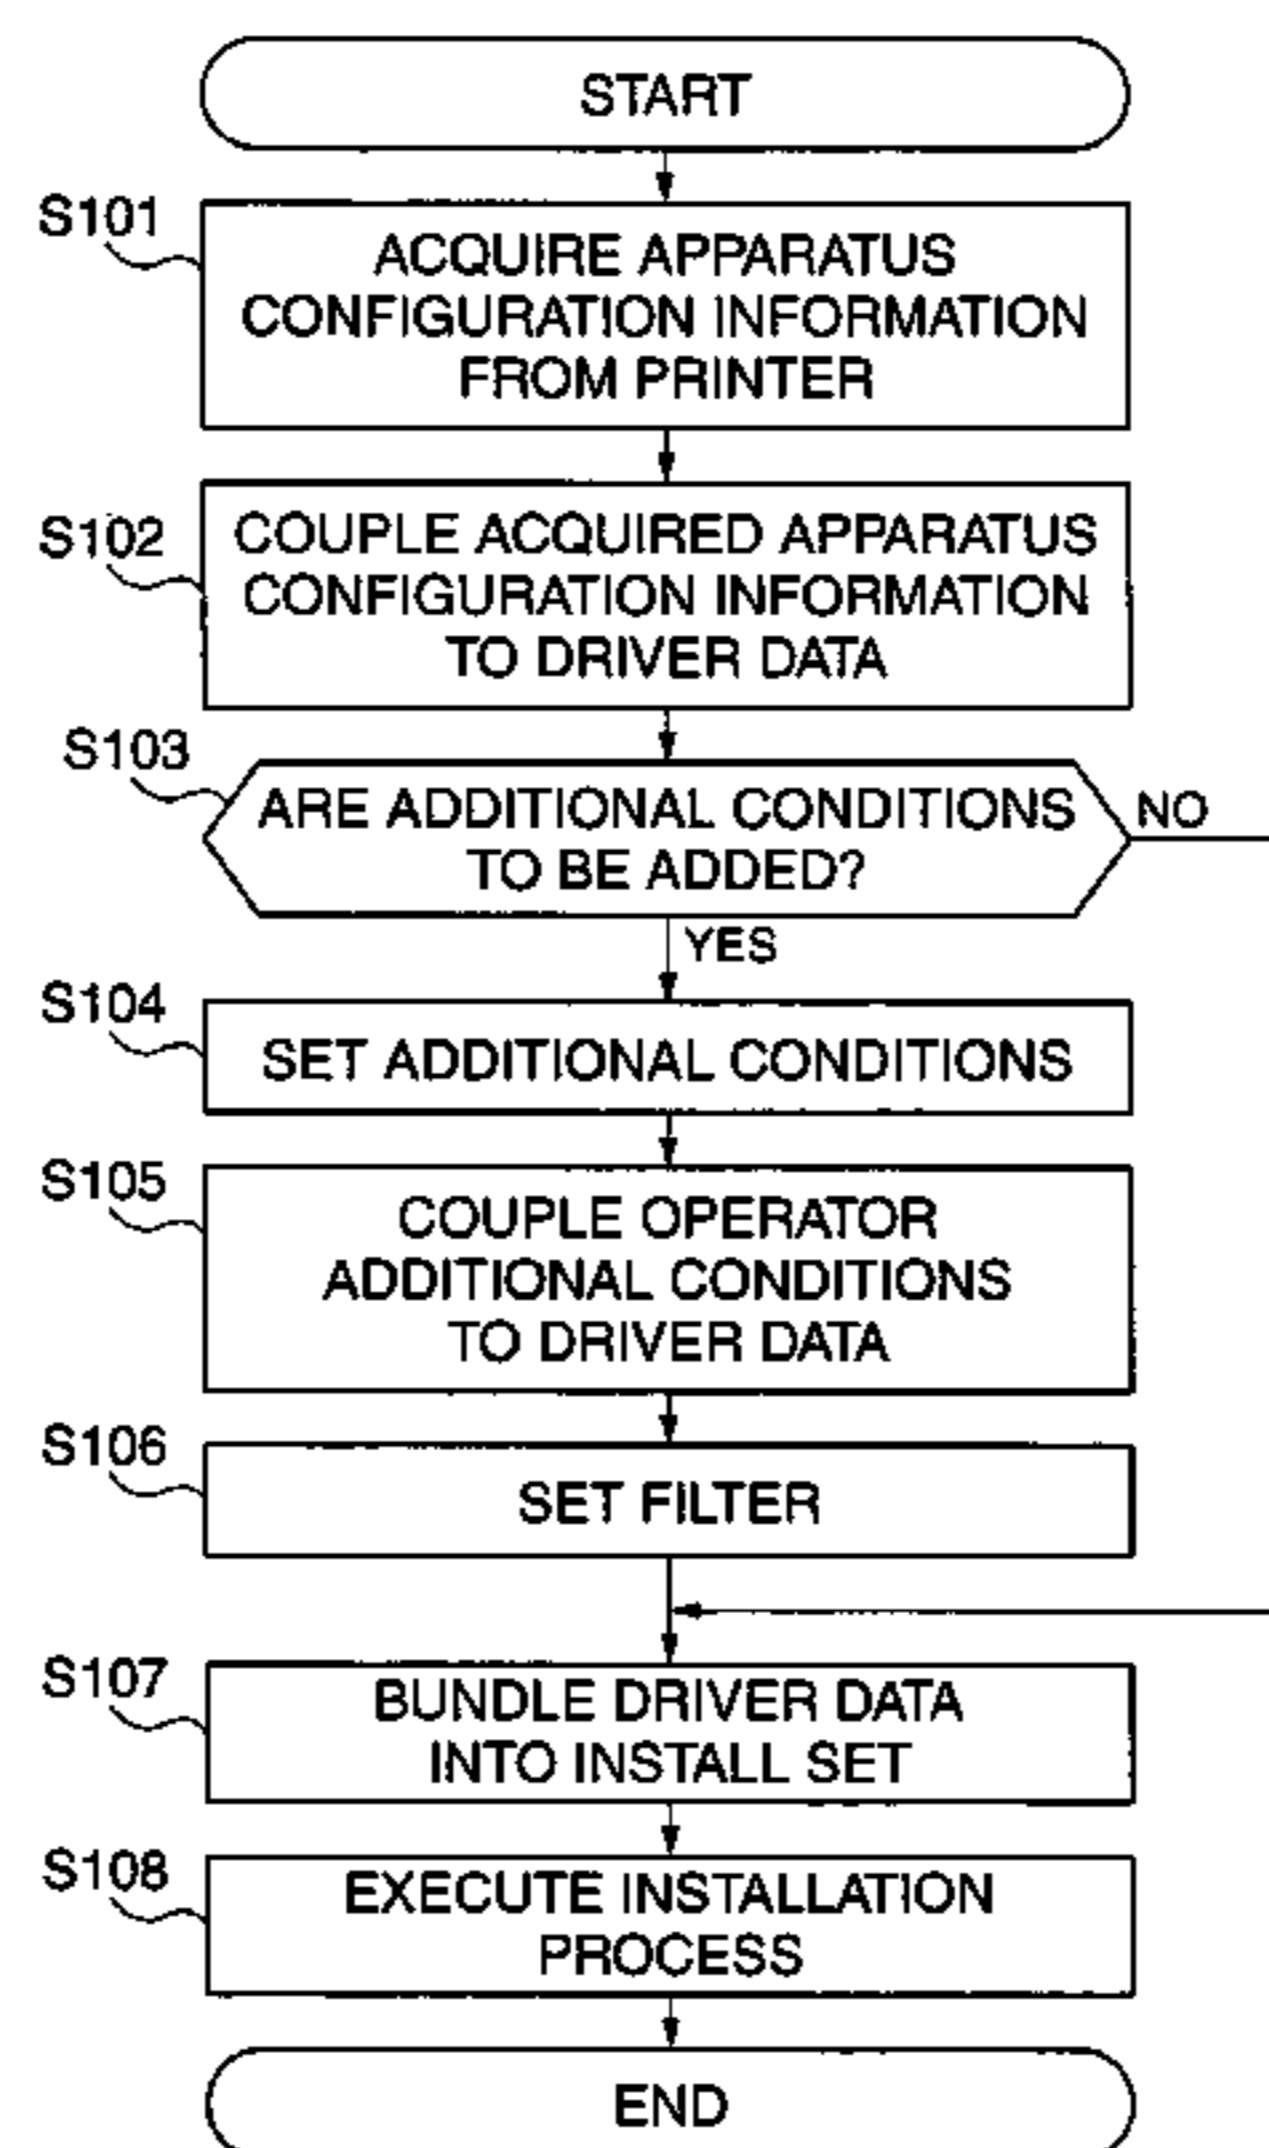 START
S101
ACQUIRE APPARATUS
CONFIGURATION INFORMATION
FROM PRINTER
S102
COUPLE ACQUIRED APPARATUS
CONFIGURATION INFORMATION
TO DRIVER DATA
S103
ARE ADDITIONAL CONDITIONS
TO BE ADDED?
NO
YES
S104
SET ADDITIONAL CONDITIONS
S105
COUPLE OPERATOR
ADDITIONAL CONDITIONS
TO DRIVER DATA
S106
SET FILTER
S107
BUNDLE DRIVER DATA
INTO INSTALL SET
S108
EXECUTE INSTALLATION
PROCESS
END